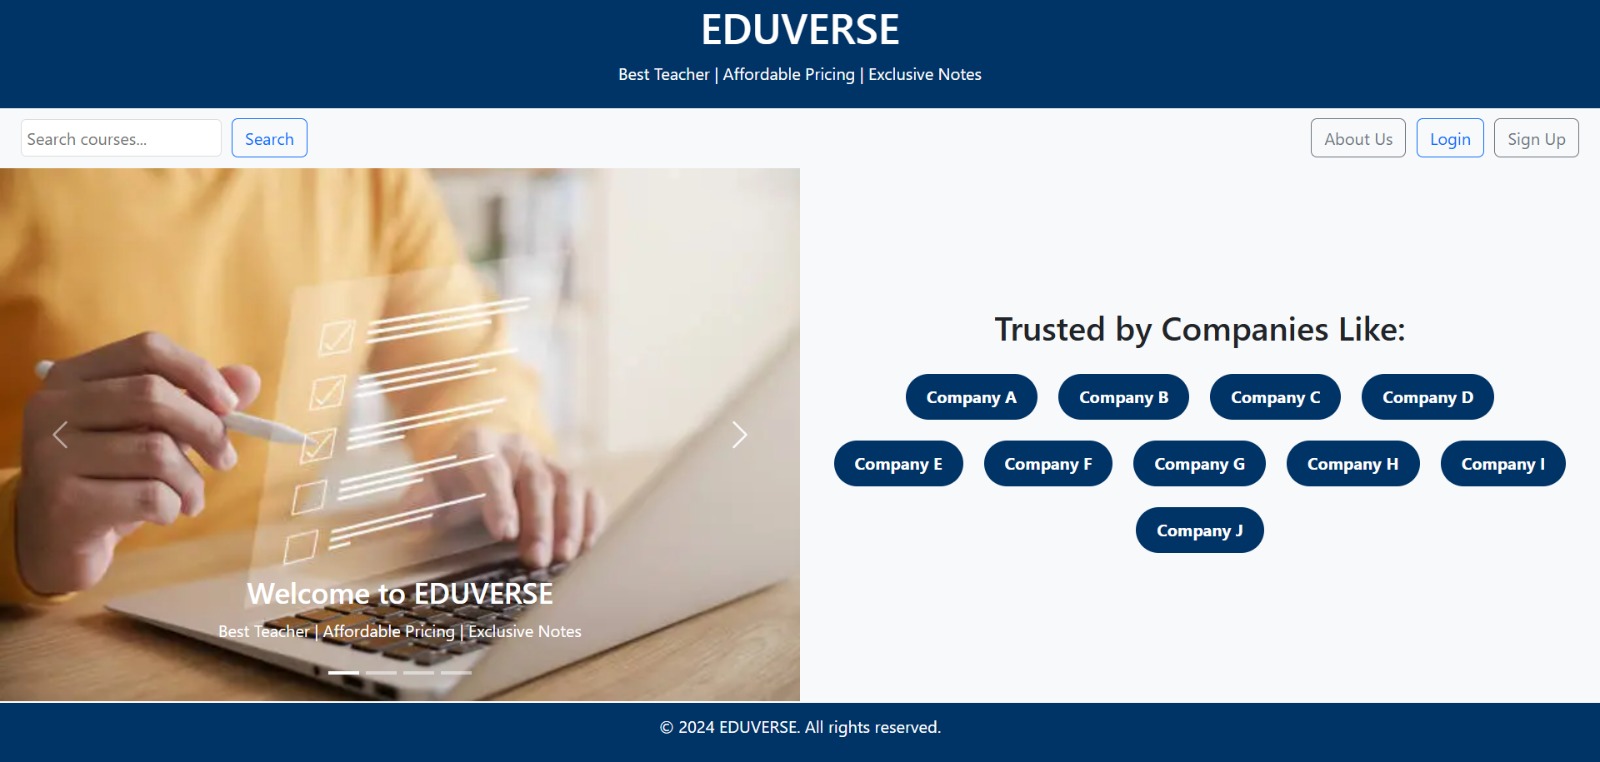 EDUVERSE
Best Teacher | Affordable Pricing | Exclusive Notes
Search courses...
Search
About Us
Login
Sign Up
Welcome to EDUVERSE
Best Teacher | Affordable Pricing | Exclusive Notes
Trusted by Companies Like:
Company A
Company B
Company C
Company D
Company E
Company F
Company G
Company H
Company I
Company J
© 2024 EDUVERSE. All rights reserved.